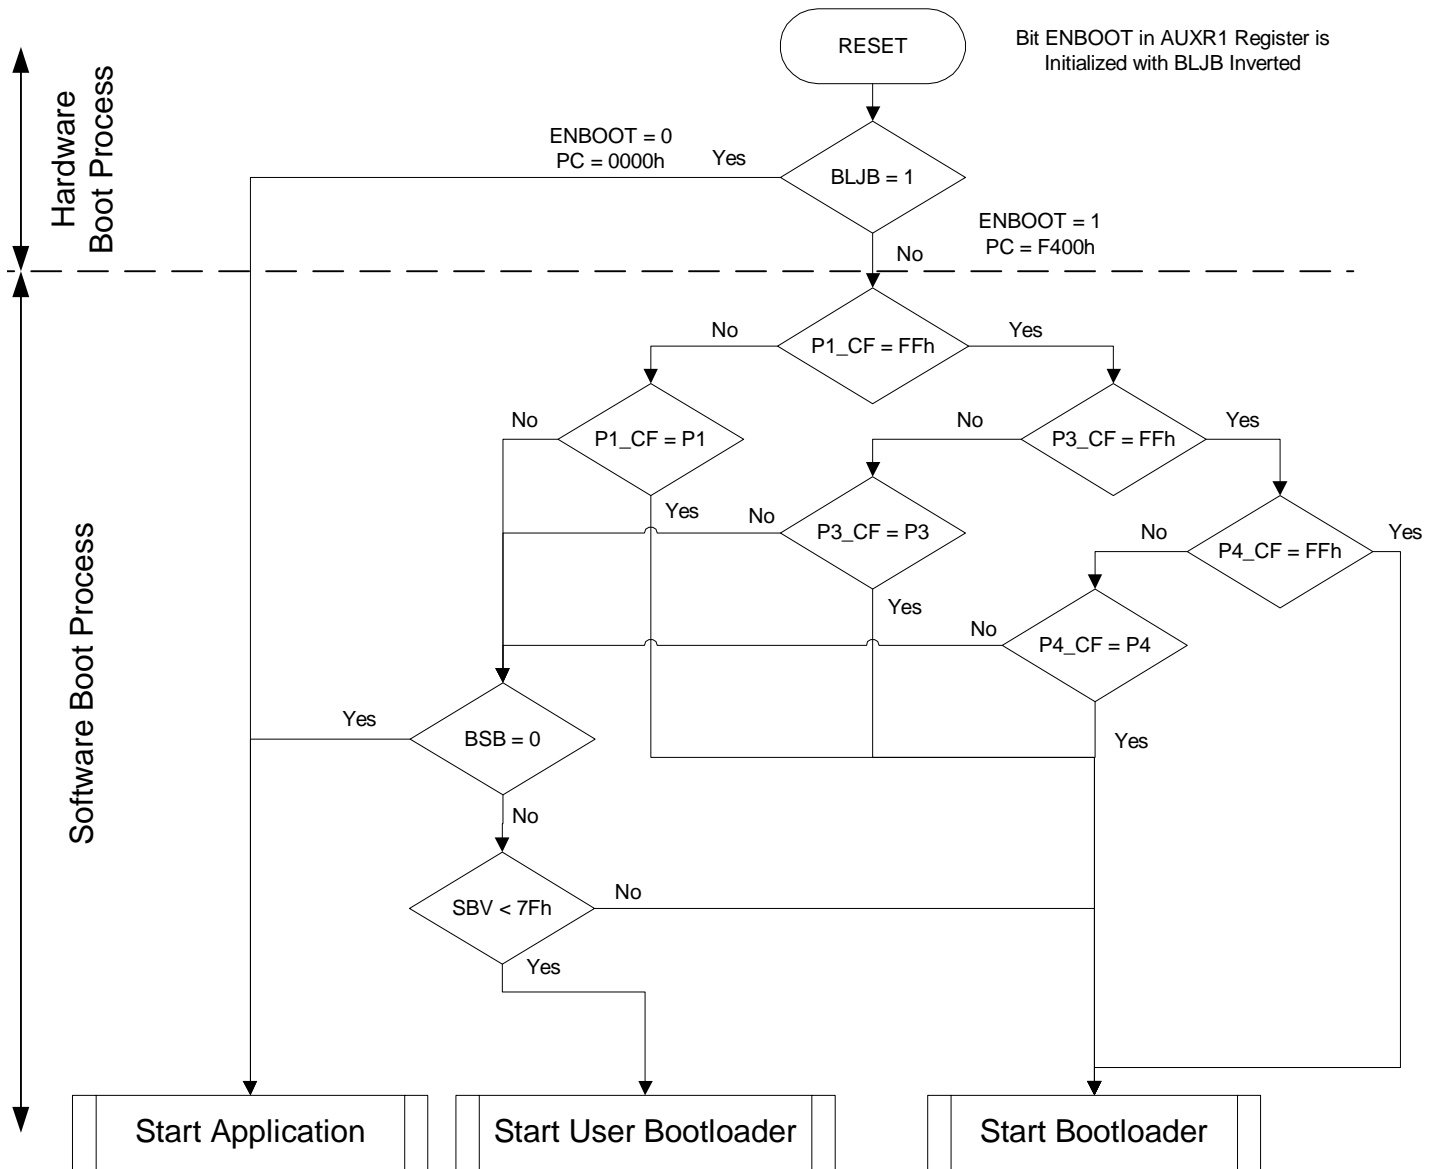 RESET
Bit ENBOOT in AUXR1 Register is
Initialized with BLJB Inverted
Hardware
Boot Process
ENBOOT = 0
PC = 0000h
Yes
BLJB = 1
ENBOOT = 1
PC = F400h
No
No
P1_CF = FFh
Yes
No
P1_CF = P1
No
P3_CF = FFh
Yes
Yes
No
P3_CF = P3
No
P4_CF = FFh
Yes
Yes
No
P4_CF = P4
Software Boot Process
Yes
BSB = 0
Yes
No
SBV < 7Fh
No
Yes
Start Application
Start User Bootloader
Start Bootloader